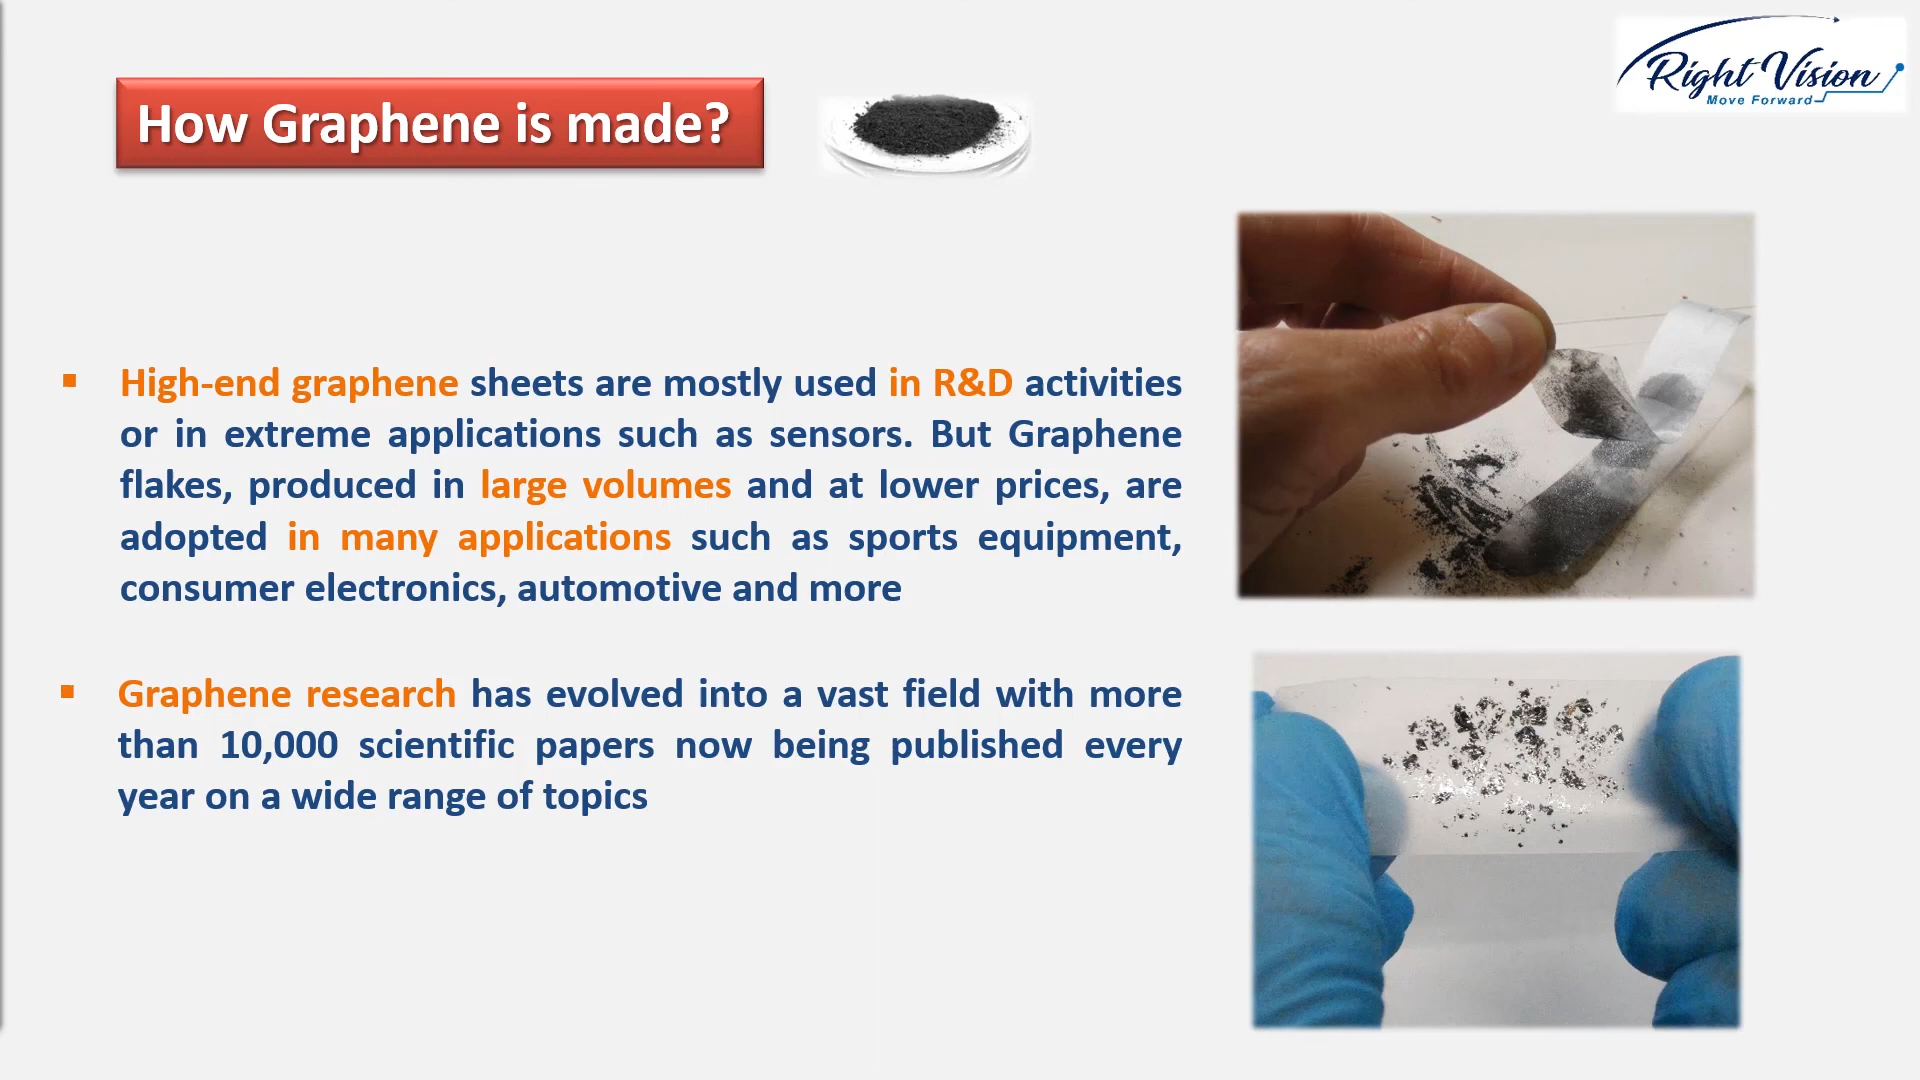 Right Vision
Move Forward
How Graphene is made?
▪ High-end graphene sheets are mostly used in R&D activities
or in extreme applications such as sensors. But Graphene
flakes, produced in large volumes and at lower prices, are
adopted in many applications such as sports equipment,
consumer electronics, automotive and more
▪ Graphene research has evolved into a vast field with more
than 10,000 scientific papers now being published every
year on a wide range of topics